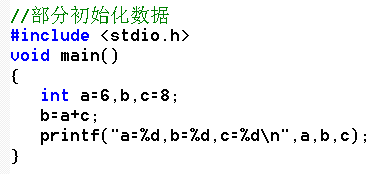 //部分初始化数据
#include <stdio.h>
void main()
{
   int a=6,b,c=8;
   b=a+c;
   printf("a=%d,b=%d,c=%d\n",a,b,c);
}